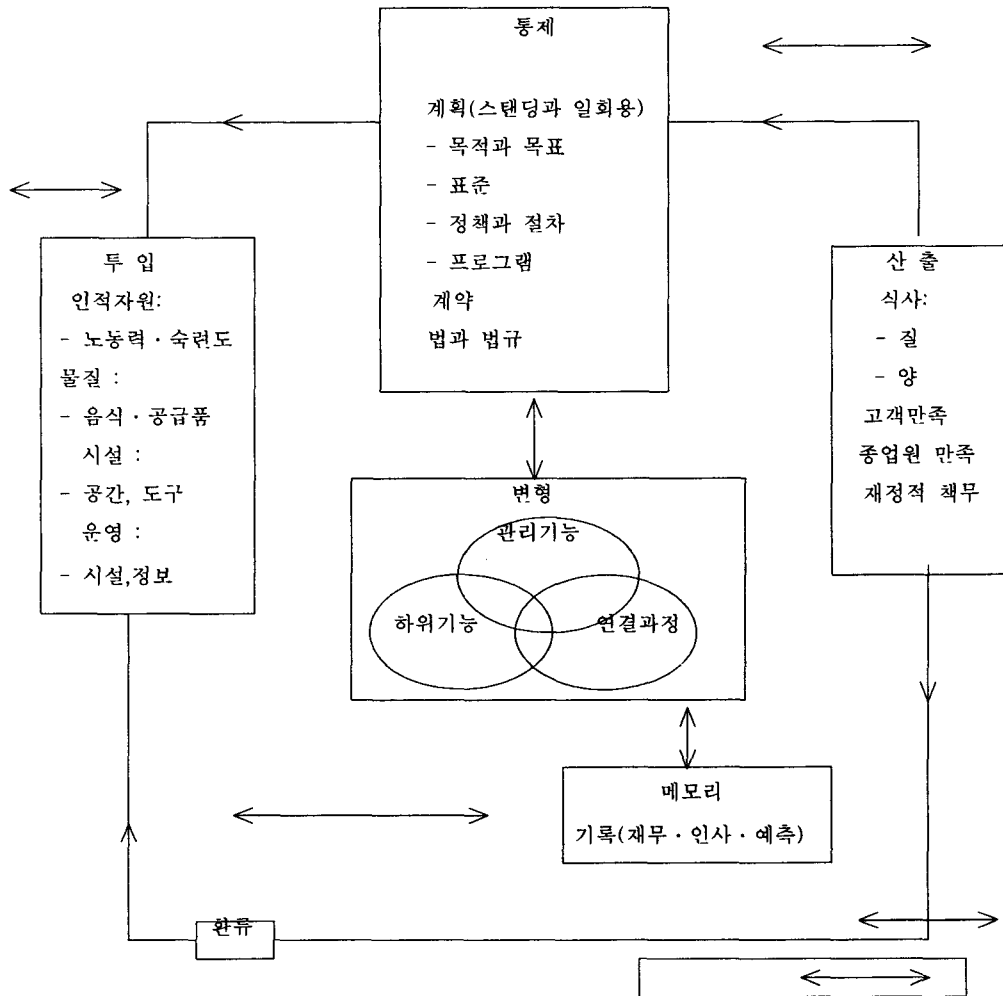 통제
계획(스탠딩과 일회용)
- 목적과 목표
- 표준
- 정책과 절차
- 프로그램
계약
법과 법규
투 입
인적자원:
- 노동력 · 숙련도
물질 :
- 음식 · 공급품
시설 :
- 공간, 도구
운영 :
- 시설,정보
산 출
식사:
- 질
- 양
고객만족
종업원 만족
재정적 책무
변형
관리기능
하위기능
연결과정
메모리
기록(재무 · 인사 · 예측)
환류